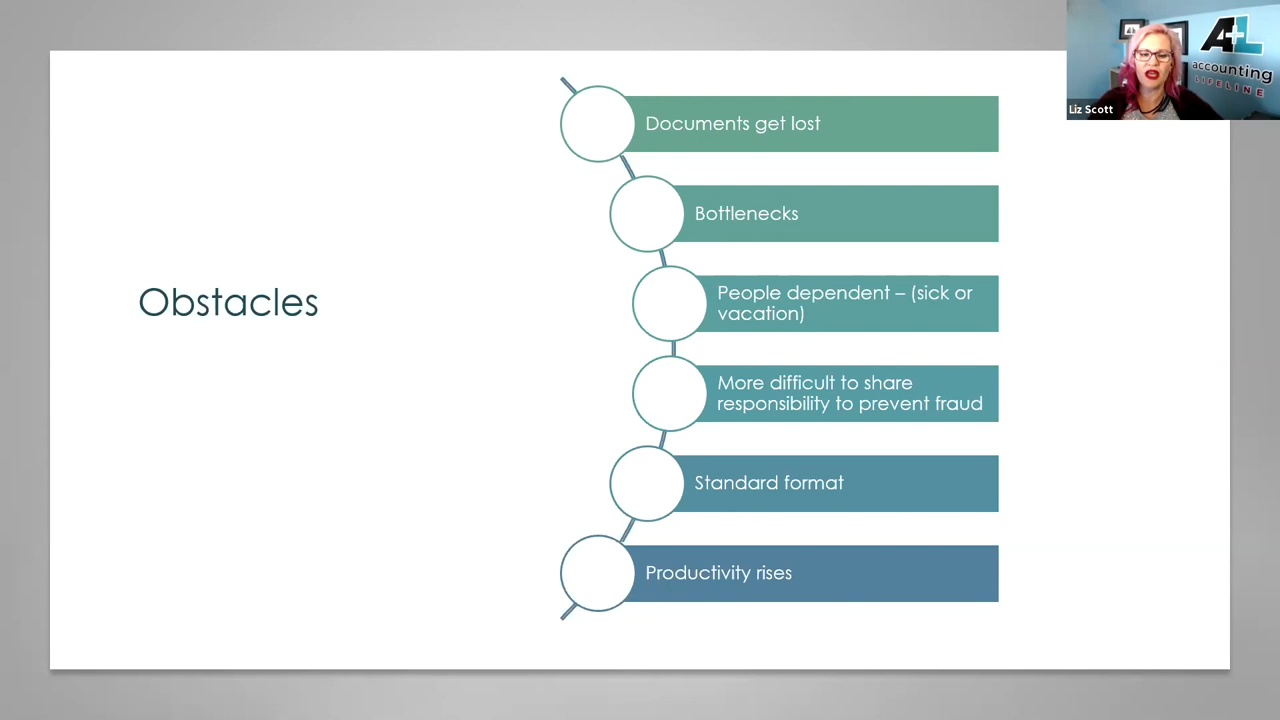 A+L
accounting
LIFELINE
Liz Scott
Obstacles
Documents get lost
Bottlenecks
People dependent – (sick or
vacation)
More difficult to share
responsibility to prevent fraud
Standard format
Productivity rises